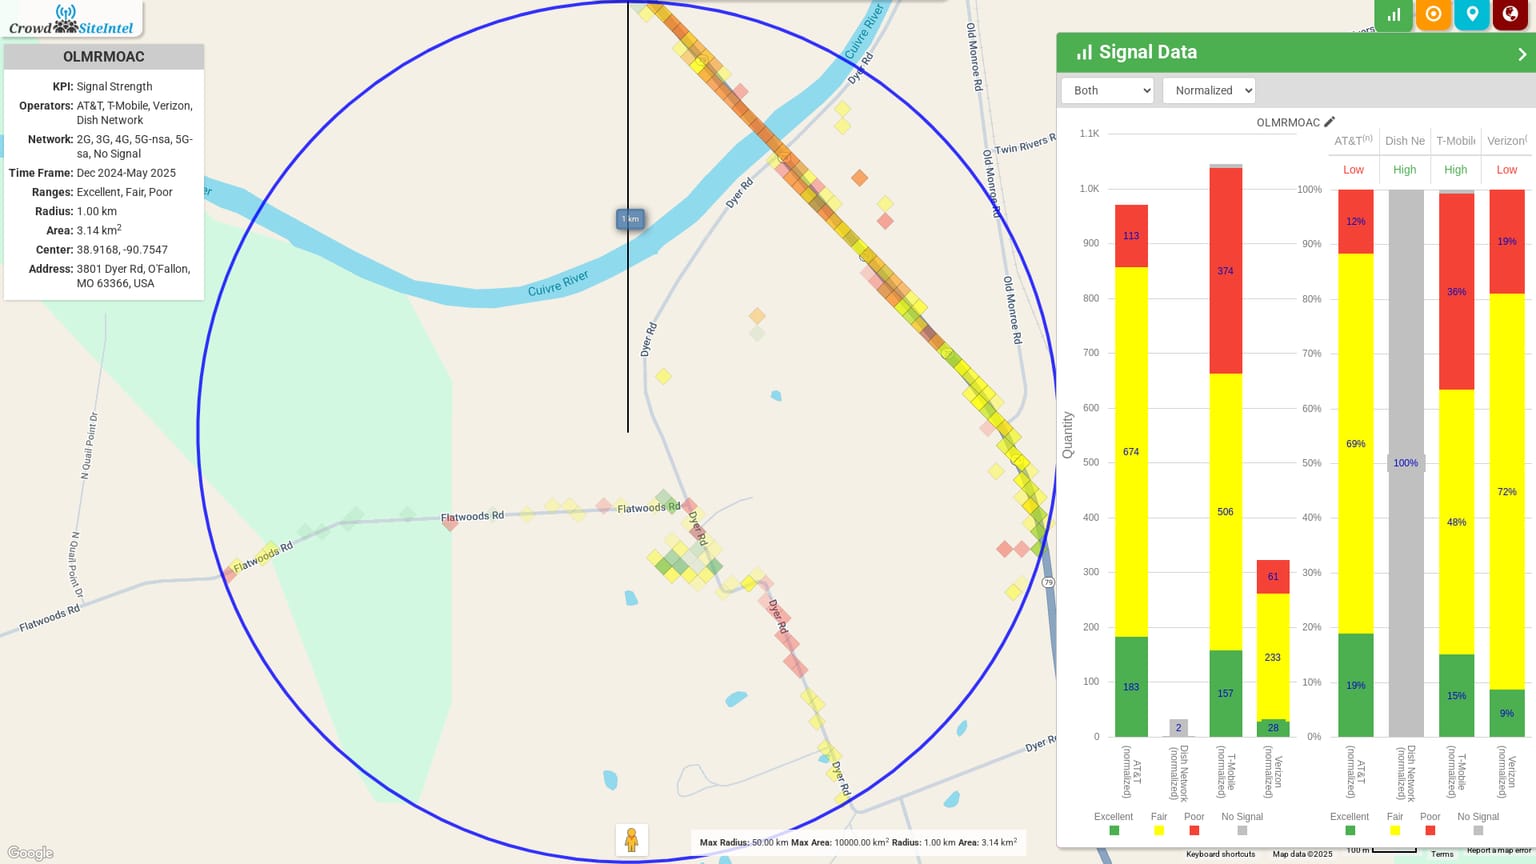 Crowd SiteIntel
OLMRMOAC
KPI: Signal Strength
Operators: AT&T, T-Mobile, Verizon,
Dish Network
Network: 2G, 3G, 4G, 5G-nsa, 5G-
sa, No Signal
Time Frame: Dec 2024-May 2025
Ranges: Excellent, Fair, Poor
Radius: 1.00 km
Area: 3.14 km2
Center: 38.9168, -90.7547
Address: 3801 Dyer Rd, O'Fallon,
MO 63366, USA
Cuivre River
Dyer Rd
Old Monroe Rd
Twin Rivers R
Old Monroe Rd
Dyer Rd
er
1 km
Cuivre River
Old Monroe Rd
Dyer Rd
N Quail Point Dr
Flatwoods Rd
Flatwoods Rd
Dyer Rd
Flatwoods Rd
N Quail Point Dr
79
Flatwoods Rd
Dyer Rd
Dyer Rd
Dyer Rd
Google
Max Radius: 50.00 km Max Area: 10000.00 km2 Radius: 1.00 km Area: 3.14 km2
Keyboard shortcuts
Map data ©2025
100 m
Terms
Report a map error
Signal Data
Both
Normalized
OLMRMOAC
1.1K
1.0K
900
800
700
600
500
400
300
200
100
0
Quantity
113
674
183
2
374
506
157
61
233
28
AT&T
(normalized)
Dish Network
(normalized)
T-Mobile
(normalized)
Verizon
(normalized)
Excellent
Fair
Poor
No Signal
AT&T(n)
Dish Ne
T-Mobile
Verizon(
Low
High
High
Low
100%
90%
80%
70%
60%
50%
40%
30%
20%
10%
0%
12%
69%
19%
100%
36%
48%
15%
19%
72%
9%
AT&T
(normalized)
Dish Network
(normalized)
T-Mobile
(normalized)
Verizon
(normalized)
Excellent
Fair
Poor
No Signal